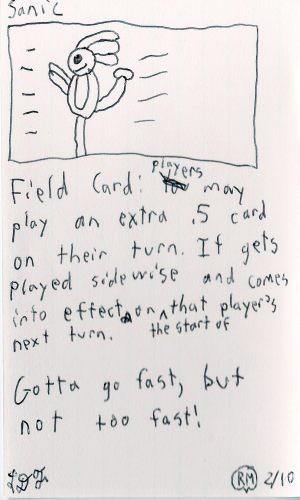 Sanic
Field Card: players may
play an extra .5 card
on their turn. It gets
played sidewise and comes
into effect, on the start of that player's
next turn.
Gotta go fast, but
not too fast!
RM 2/10